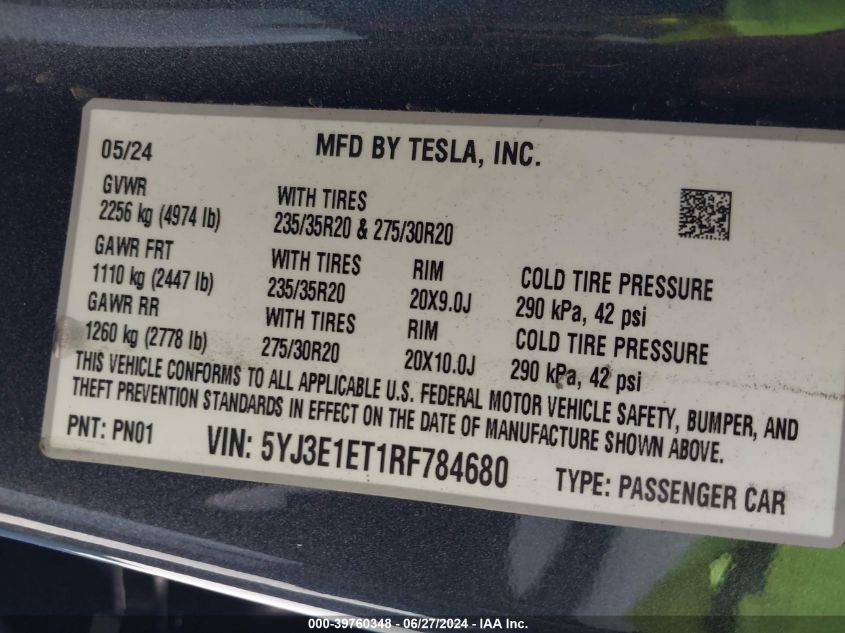 05/24
MFD BY TESLA, INC.
GVWR
2256 kg (4974 lb)
WITH TIRES
235/35R20 & 275/30R20
GAWR FRT
1110 kg (2447 lb)
WITH TIRES
235/35R20
RIM
20X9.0J
COLD TIRE PRESSURE
290 kPa, 42 psi
GAWR RR
1260 kg (2778 lb)
WITH TIRES
275/30R20
RIM
20X10.0J
COLD TIRE PRESSURE
290 kPa, 42 psi
THIS VEHICLE CONFORMS TO ALL APPLICABLE U.S. FEDERAL MOTOR VEHICLE SAFETY, BUMPER, AND
THEFT PREVENTION STANDARDS IN EFFECT ON THE DATE OF MANUFACTURE SHOWN ABOVE.
PNT: PN01
VIN: 5YJ3E1ET1RF784680
TYPE: PASSENGER CAR
000-39760348 - 06/27/2024 - IAA Inc.